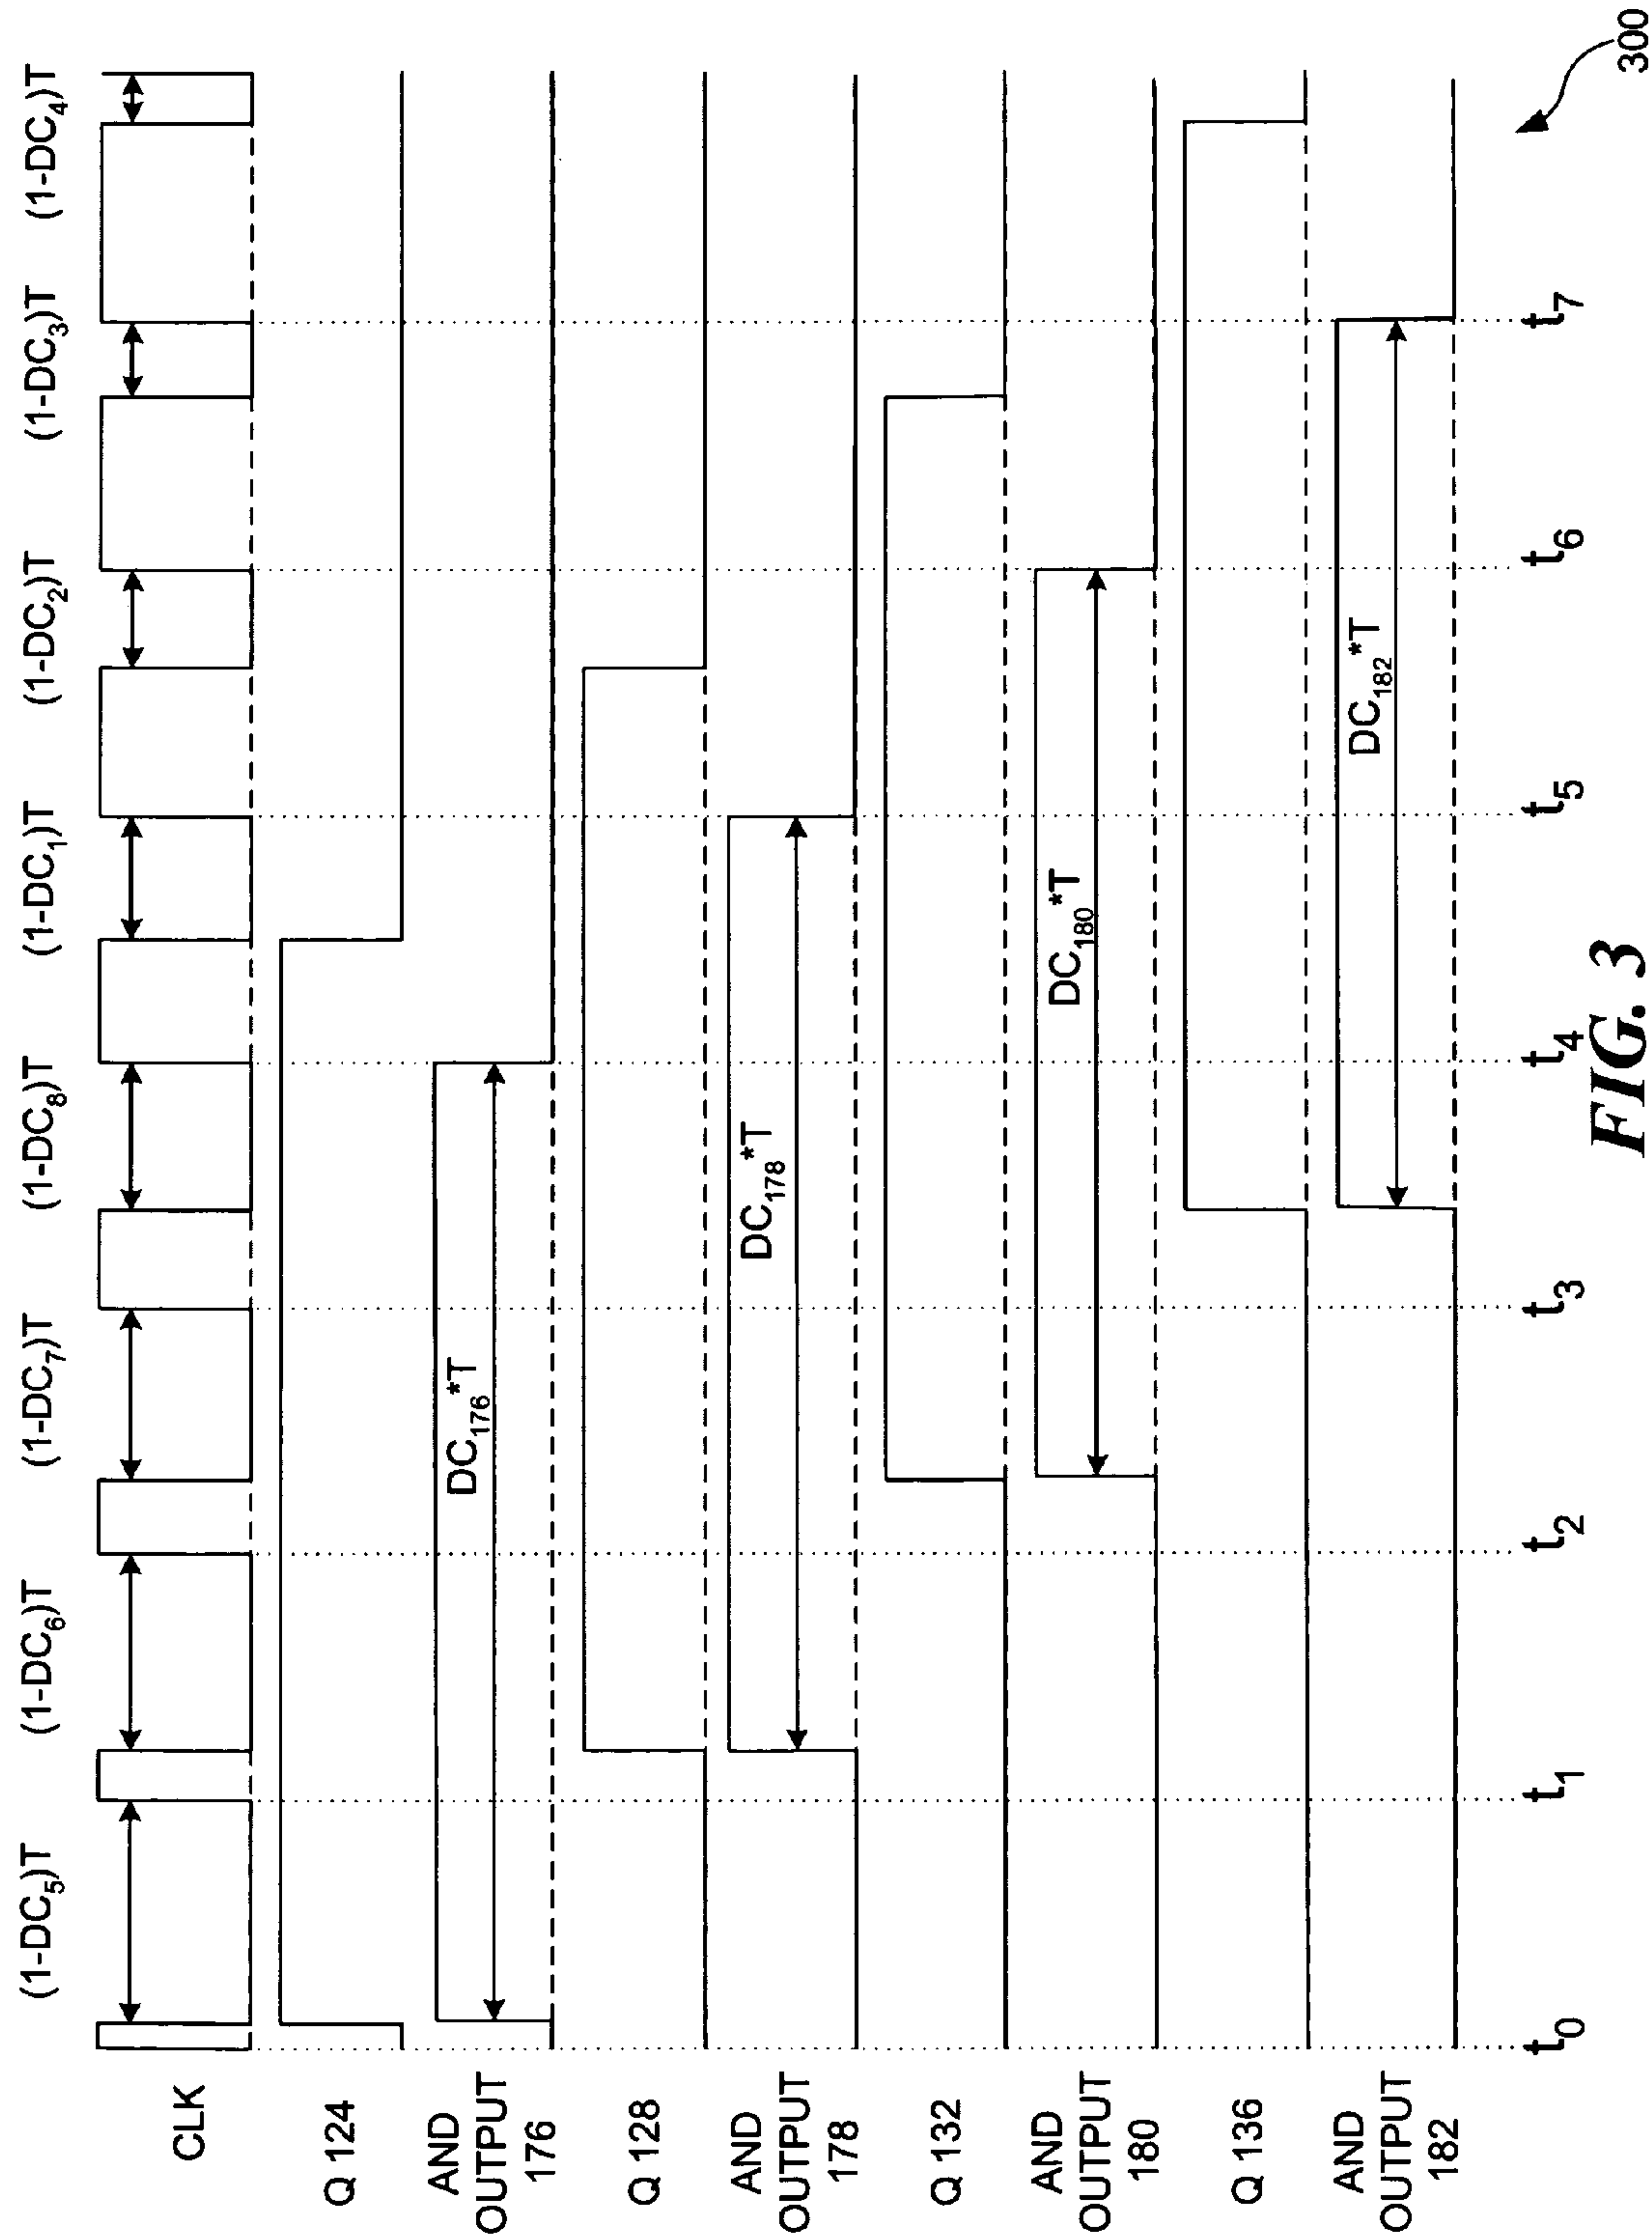 (1-DC5)T (1-DC6)T (1-DC7)T (1-DC8)T (1-DC1)T (1-DC2)T (1-DC3)T (1-DC4)T
CLK
Q 124
AND
OUTPUT
176
DC176*T
Q 128
AND
OUTPUT
178
DC178*T
Q 132
AND
OUTPUT
180
DC180*T
Q 136
AND
OUTPUT
182
DC182*T
t0 t1 t2 t3 t4 t5 t6 t7
300
FIG. 3